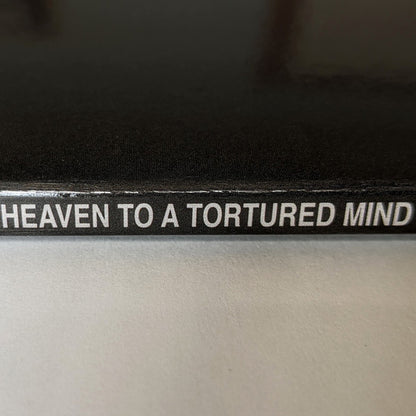 HEAVEN TO A TORTURED MIND